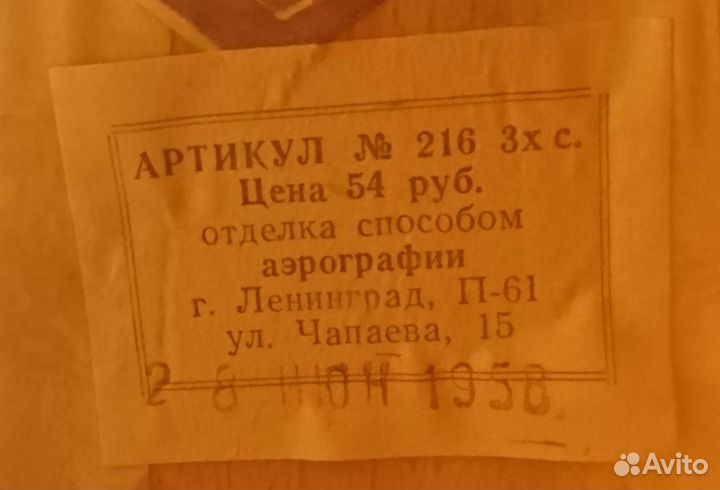 АРТИКУЛ № 216 3х с.
Цена 54 руб.
отделка способом
аэрографии
г. Ленинград, П-61
ул. Чапаева, 15
2 8 ИЮН 1956
Avito